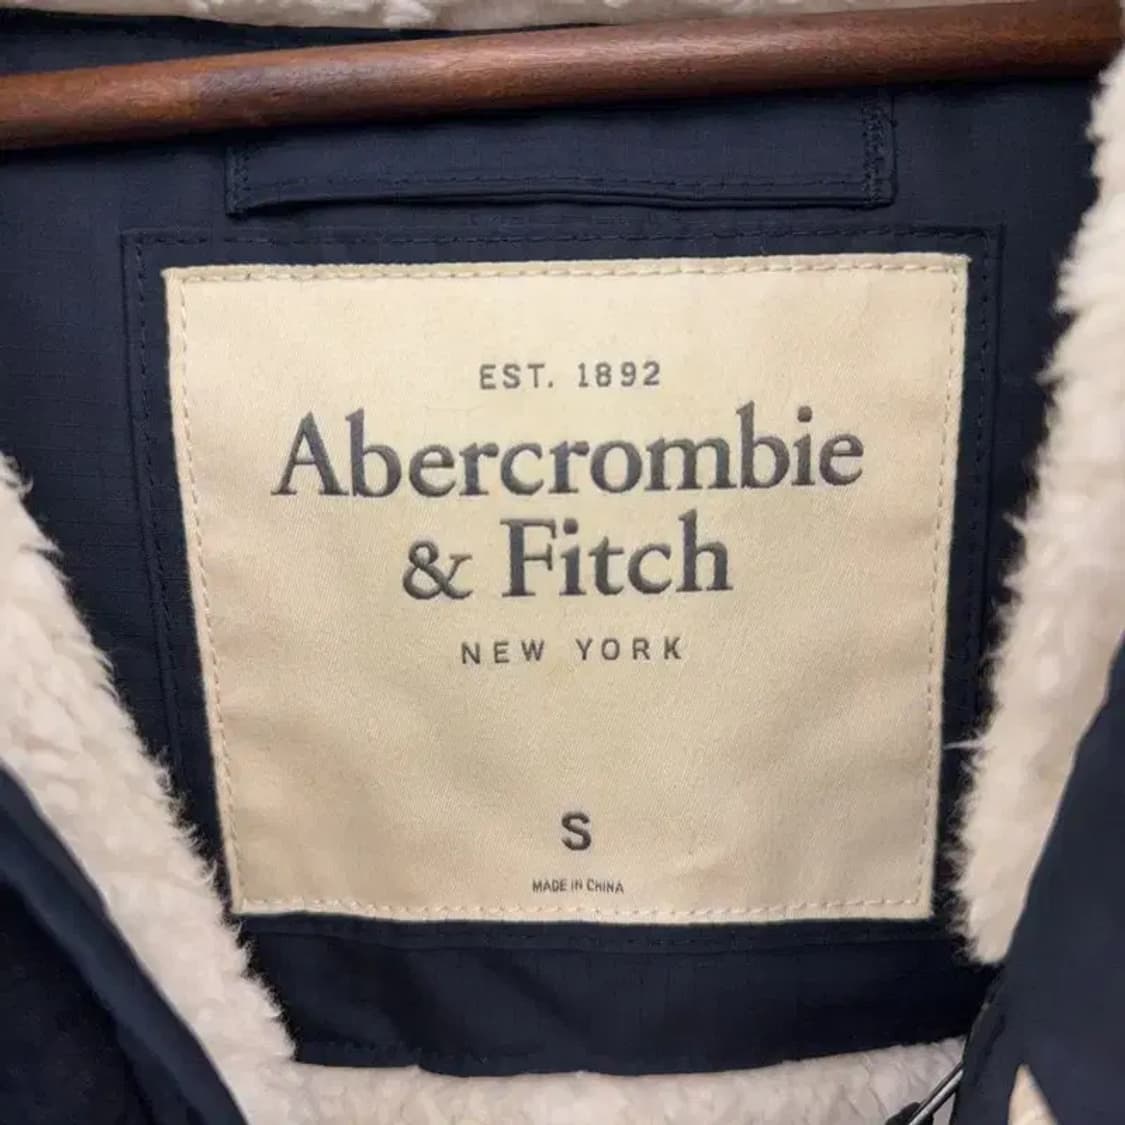 EST. 1892
Abercrombie
& Fitch
NEW YORK
S
MADE IN CHINA